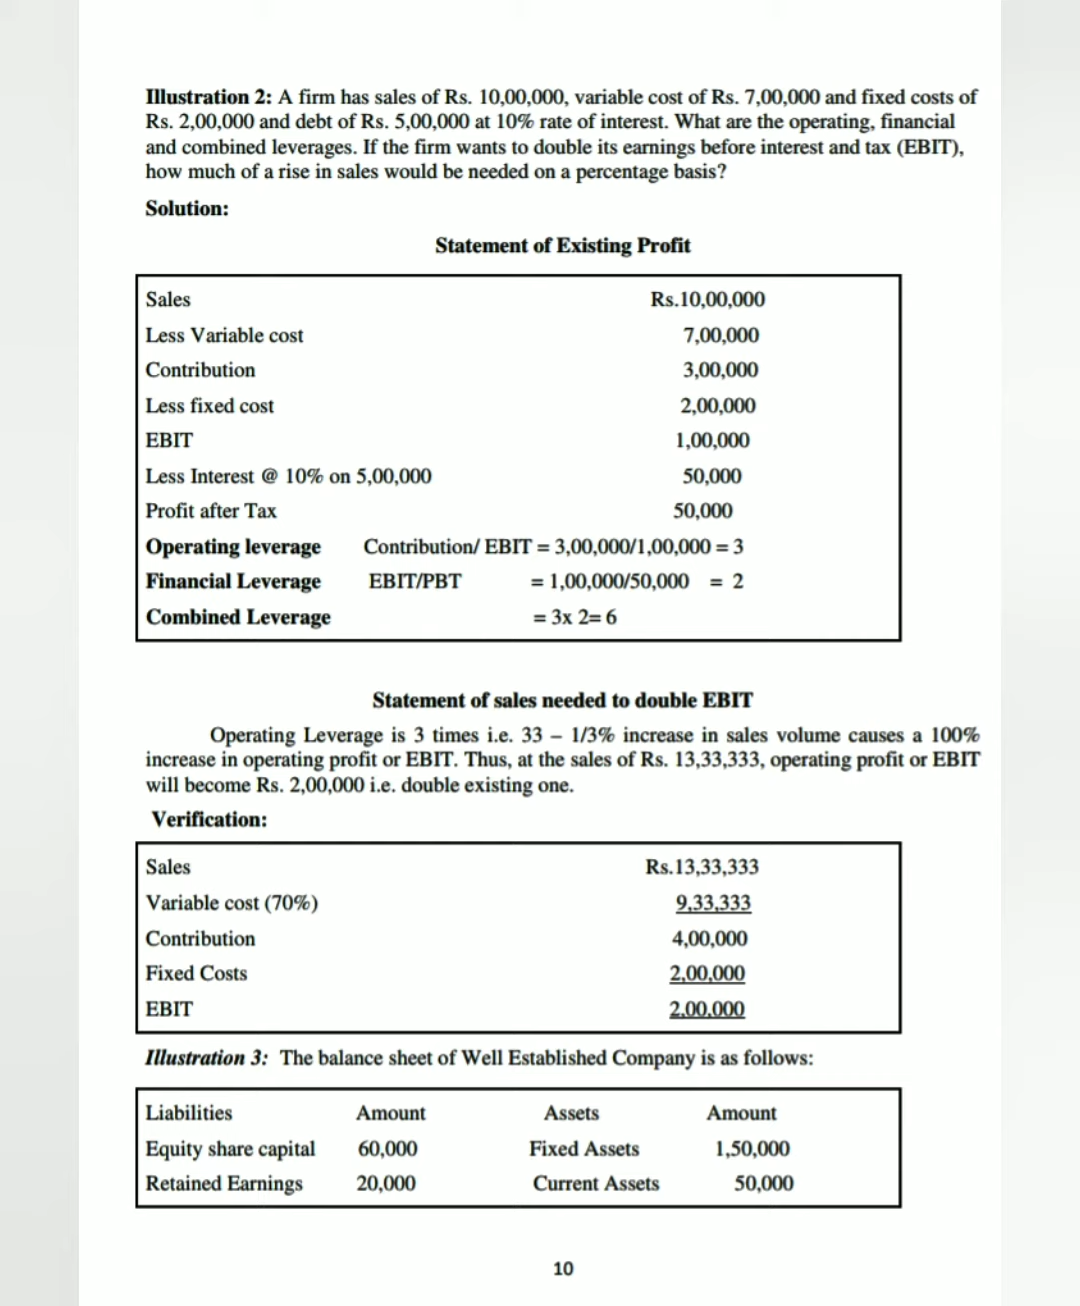 Illustration 2: A firm has sales of Rs. 10,00,000, variable cost of Rs. 7,00,000 and fixed costs of
Rs. 2,00,000 and debt of Rs. 5,00,000 at 10% rate of interest. What are the operating, financial
and combined leverages. If the firm wants to double its earnings before interest and tax (EBIT),
how much of a rise in sales would be needed on a percentage basis?
Solution:
Statement of Existing Profit
Sales Rs.10,00,000
Less Variable cost 7,00,000
Contribution 3,00,000
Less fixed cost 2,00,000
EBIT 1,00,000
Less Interest @ 10% on 5,00,000 50,000
Profit after Tax 50,000
Operating leverage Contribution/ EBIT = 3,00,000/1,00,000 = 3
Financial Leverage EBIT/PBT = 1,00,000/50,000 = 2
Combined Leverage = 3x 2= 6
Statement of sales needed to double EBIT
Operating Leverage is 3 times i.e. 33 – 1/3% increase in sales volume causes a 100%
increase in operating profit or EBIT. Thus, at the sales of Rs. 13,33,333, operating profit or EBIT
will become Rs. 2,00,000 i.e. double existing one.
Verification:
Sales Rs.13,33,333
Variable cost (70%) 9,33,333
Contribution 4,00,000
Fixed Costs 2,00,000
EBIT 2,00,000
Illustration 3: The balance sheet of Well Established Company is as follows:
Liabilities Amount Assets Amount
Equity share capital 60,000 Fixed Assets 1,50,000
Retained Earnings 20,000 Current Assets 50,000
10